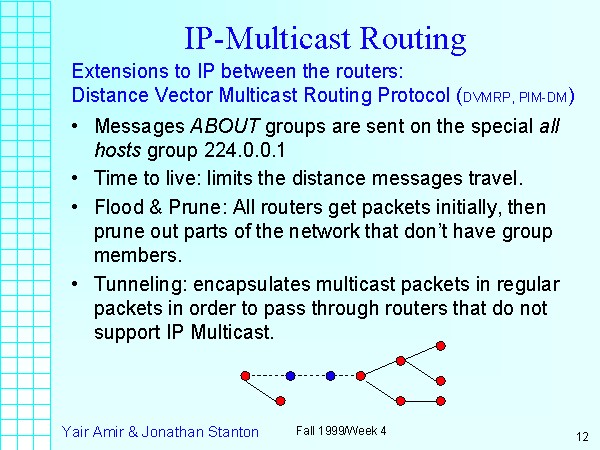 IP-Multicast Routing
Extensions to IP between the routers:
Distance Vector Multicast Routing Protocol (DVMRP, PIM-DM)
• Messages ABOUT groups are sent on the special all
hosts group 224.0.0.1
• Time to live: limits the distance messages travel.
• Flood & Prune: All routers get packets initially, then
prune out parts of the network that don’t have group
members.
• Tunneling: encapsulates multicast packets in regular
packets in order to pass through routers that do not
support IP Multicast.
Yair Amir & Jonathan Stanton Fall 1999/Week 4 12